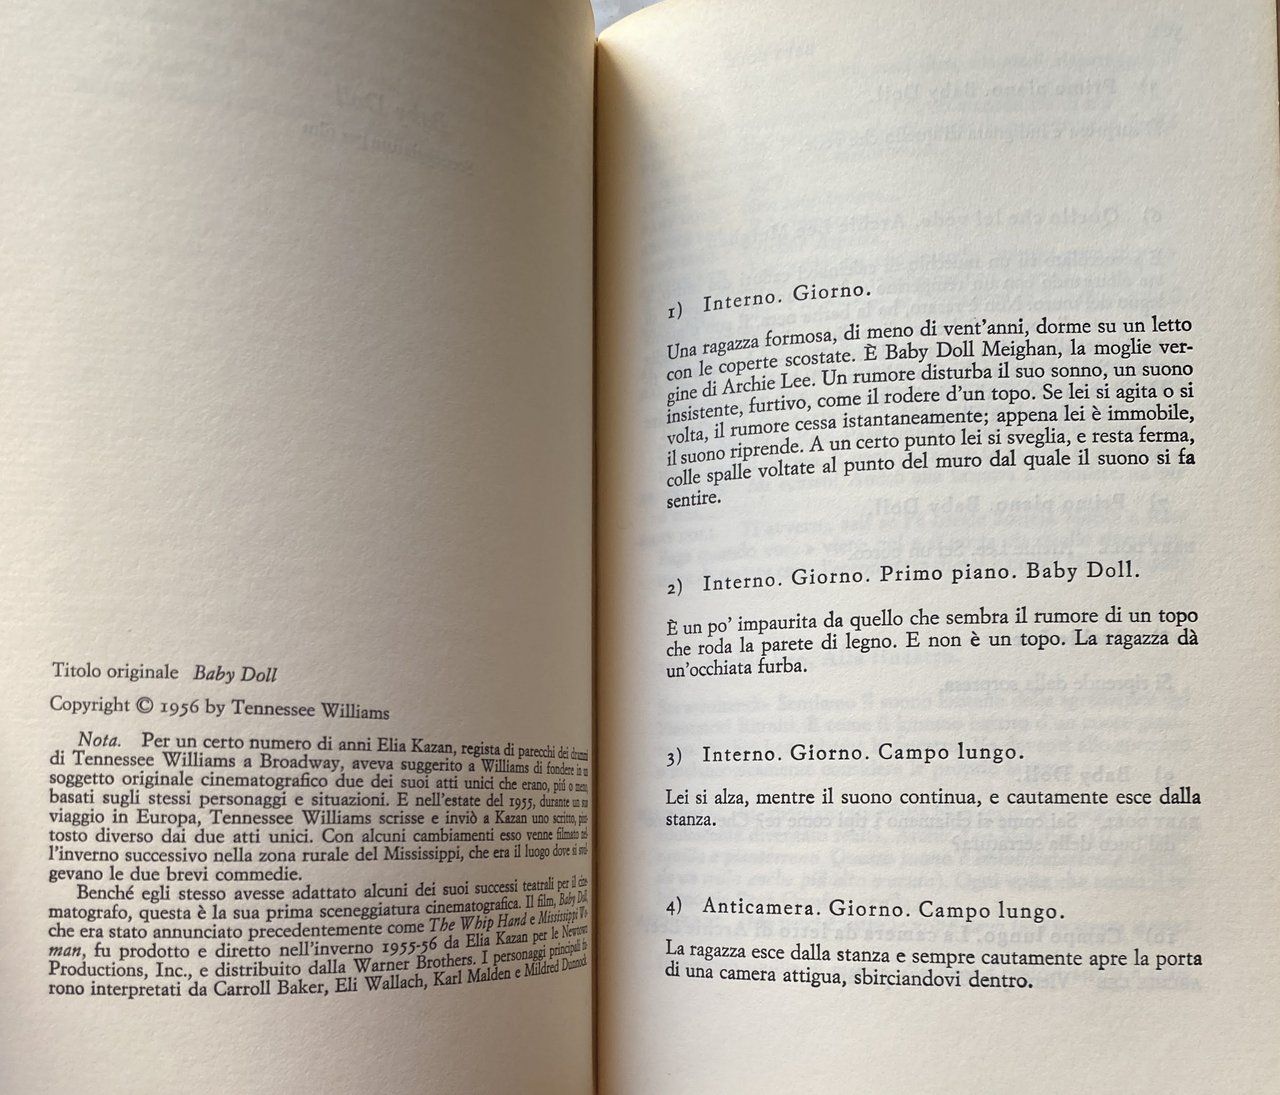 Titolo originale Baby Doll
Copyright © 1956 by Tennessee Williams
Nota. Per un certo numero di anni Elia Kazan, regista di parecchi dei drammi
di Tennessee Williams a Broadway, aveva suggerito a Williams di fondere in un
soggetto originale cinematografico due dei suoi atti unici che erano, piú o meno,
basati sugli stessi personaggi e situazioni. E nell'estate del 1955, durante un suo
viaggio in Europa, Tennessee Williams scrisse e inviò a Kazan uno scritto, piut-
tosto diverso dai due atti unici. Con alcuni cambiamenti esso venne filmato nel-
l'inverno successivo nella zona rurale del Mississippi, che era il luogo dove si svol-
gevano le due brevi commedie.
Benché egli stesso avesse adattato alcuni dei suoi successi teatrali per il cine-
matografo, questa è la sua prima sceneggiatura cinematografica. Il film, Baby Doll,
che era stato annunciato precedentemente come The Whip Hand e Mississippi Wo-
man, fu prodotto e diretto nell'inverno 1955-56 da Elia Kazan per le Newtown
Productions, Inc., e distribuito dalla Warner Brothers. I personaggi principali fu-
rono interpretati da Carroll Baker, Eli Wallach, Karl Malden e Mildred Dunnock.
1) Interno. Giorno.
Una ragazza formosa, di meno di vent'anni, dorme su un letto
con le coperte scostate. È Baby Doll Meighan, la moglie ver-
gine di Archie Lee. Un rumore disturba il suo sonno, un suono
insistente, furtivo, come il rodere d'un topo. Se lei si agita o si
volta, il rumore cessa istantaneamente; appena lei è immobile,
il suono riprende. A un certo punto lei si sveglia, e resta ferma,
colle spalle voltate al punto del muro dal quale il suono si fa
sentire.
2) Interno. Giorno. Primo piano. Baby Doll.
È un po' impaurita da quello che sembra il rumore di un topo
che roda la parete di legno. E non è un topo. La ragazza dà
un'occhiata furba.
3) Interno. Giorno. Campo lungo.
Lei si alza, mentre il suono continua, e cautamente esce dalla
stanza.
4) Anticamera. Giorno. Campo lungo.
La ragazza esce dalla stanza e sempre cautamente apre la porta
di una camera attigua, sbirciandovi dentro.